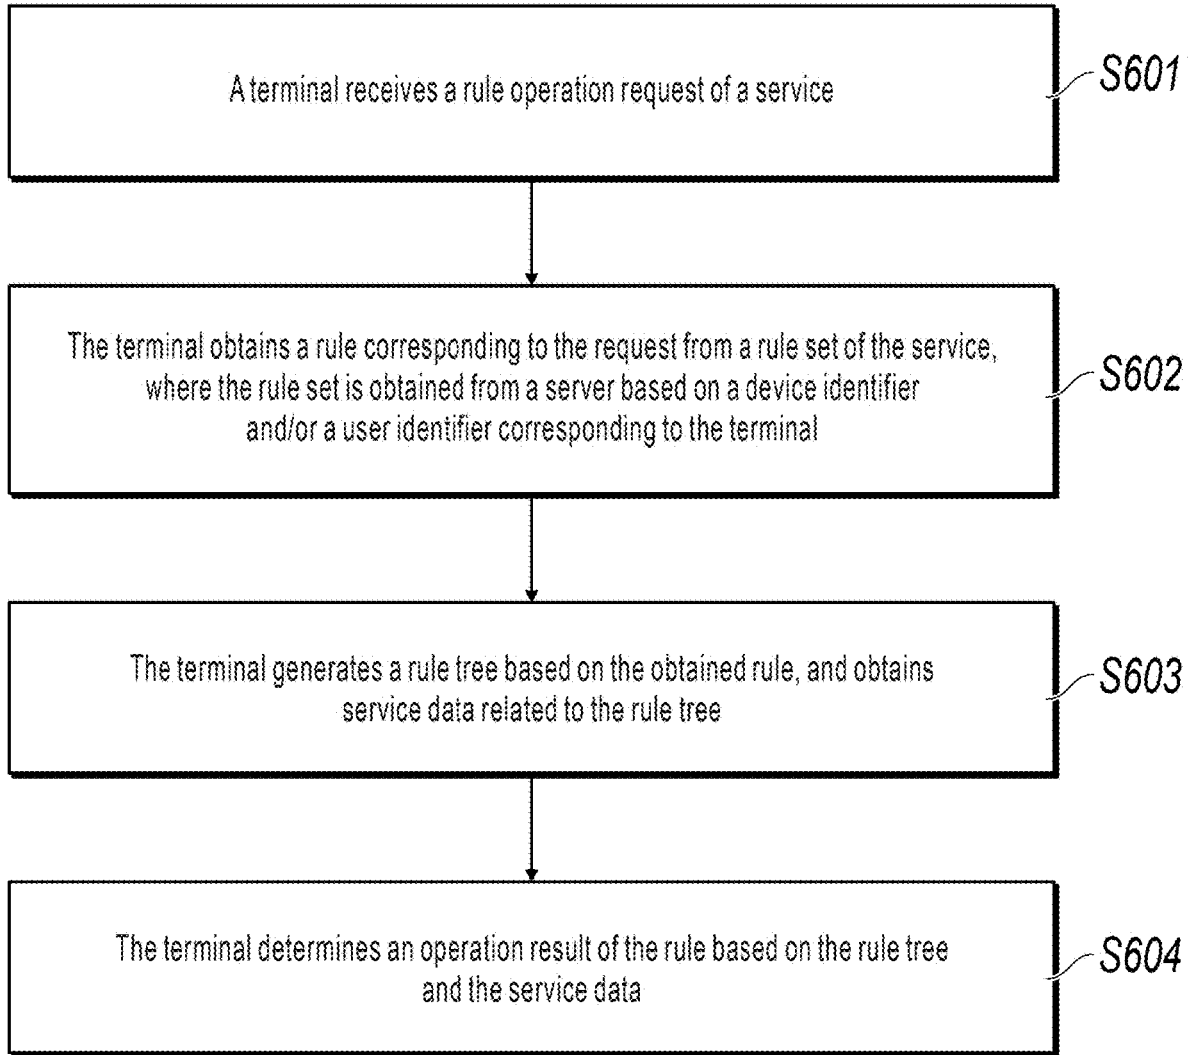 A terminal receives a rule operation request of a service
S601
The terminal obtains a rule corresponding to the request from a rule set of the service,
where the rule set is obtained from a server based on a device identifier
and/or a user identifier corresponding to the terminal
S602
The terminal generates a rule tree based on the obtained rule, and obtains
service data related to the rule tree
S603
The terminal determines an operation result of the rule based on the rule tree
and the service data
S604